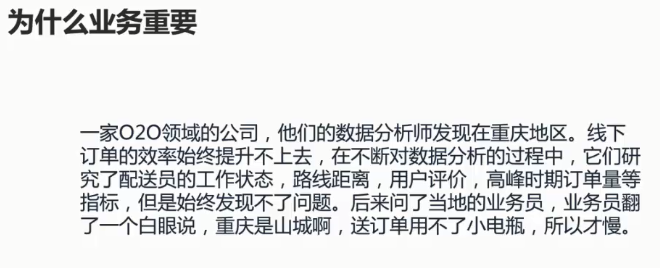 为什么业务重要
一家O2O领域的公司，他们的数据分析师发现在重庆地区。线下
订单的效率始终提升不上去，在不断对数据分析的过程中，它们研
究了配送员的工作状态，路线距离，用户评价，高峰时期订单量等
指标，但是始终发现不了问题。后来问了当地的业务员，业务员翻
了一个白眼说，重庆是山城啊，送订单用不了小电瓶，所以才慢。